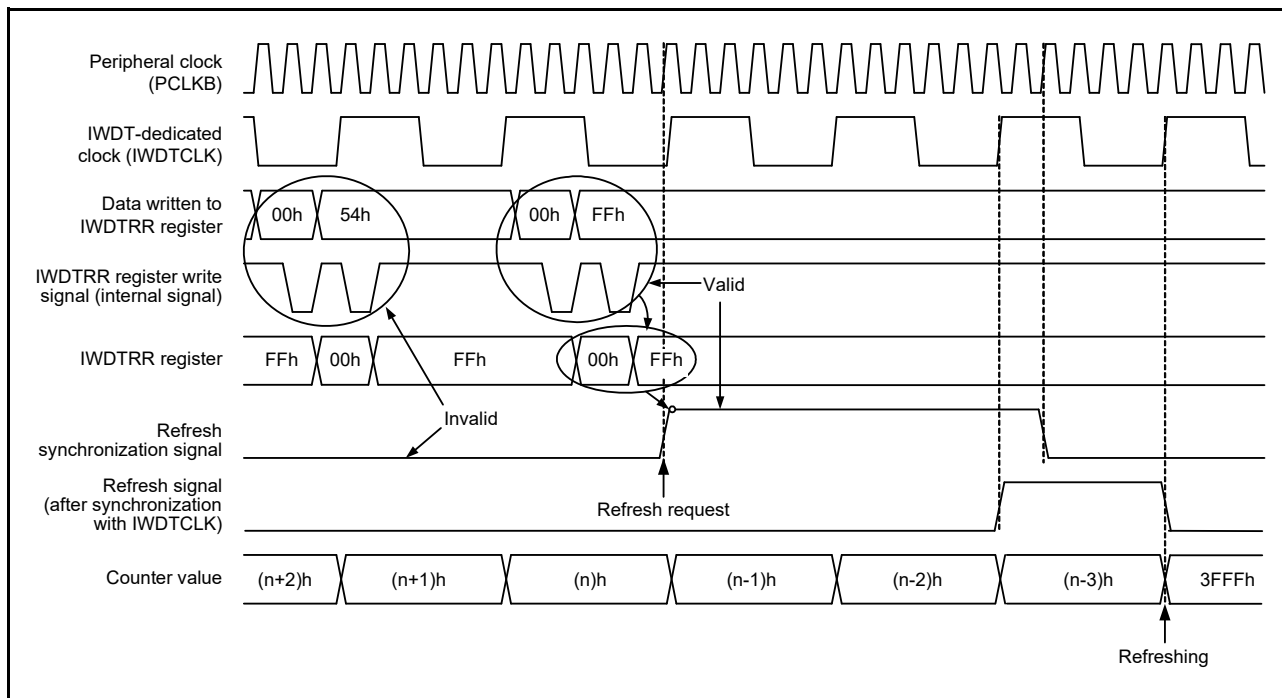 Peripheral clock
(PCLKB)
IWDT-dedicated
clock (IWDTCLK)
Data written to
IWDTRR register
00h
54h
00h
FFh
IWDTRR register write
signal (internal signal)
Valid
IWDTRR register
FFh
00h
FFh
00h
FFh
Invalid
Refresh
synchronization signal
Refresh request
Refresh signal
(after synchronization
with IWDTCLK)
Counter value
(n+2)h
(n+1)h
(n)h
(n-1)h
(n-2)h
(n-3)h
3FFFh
Refreshing